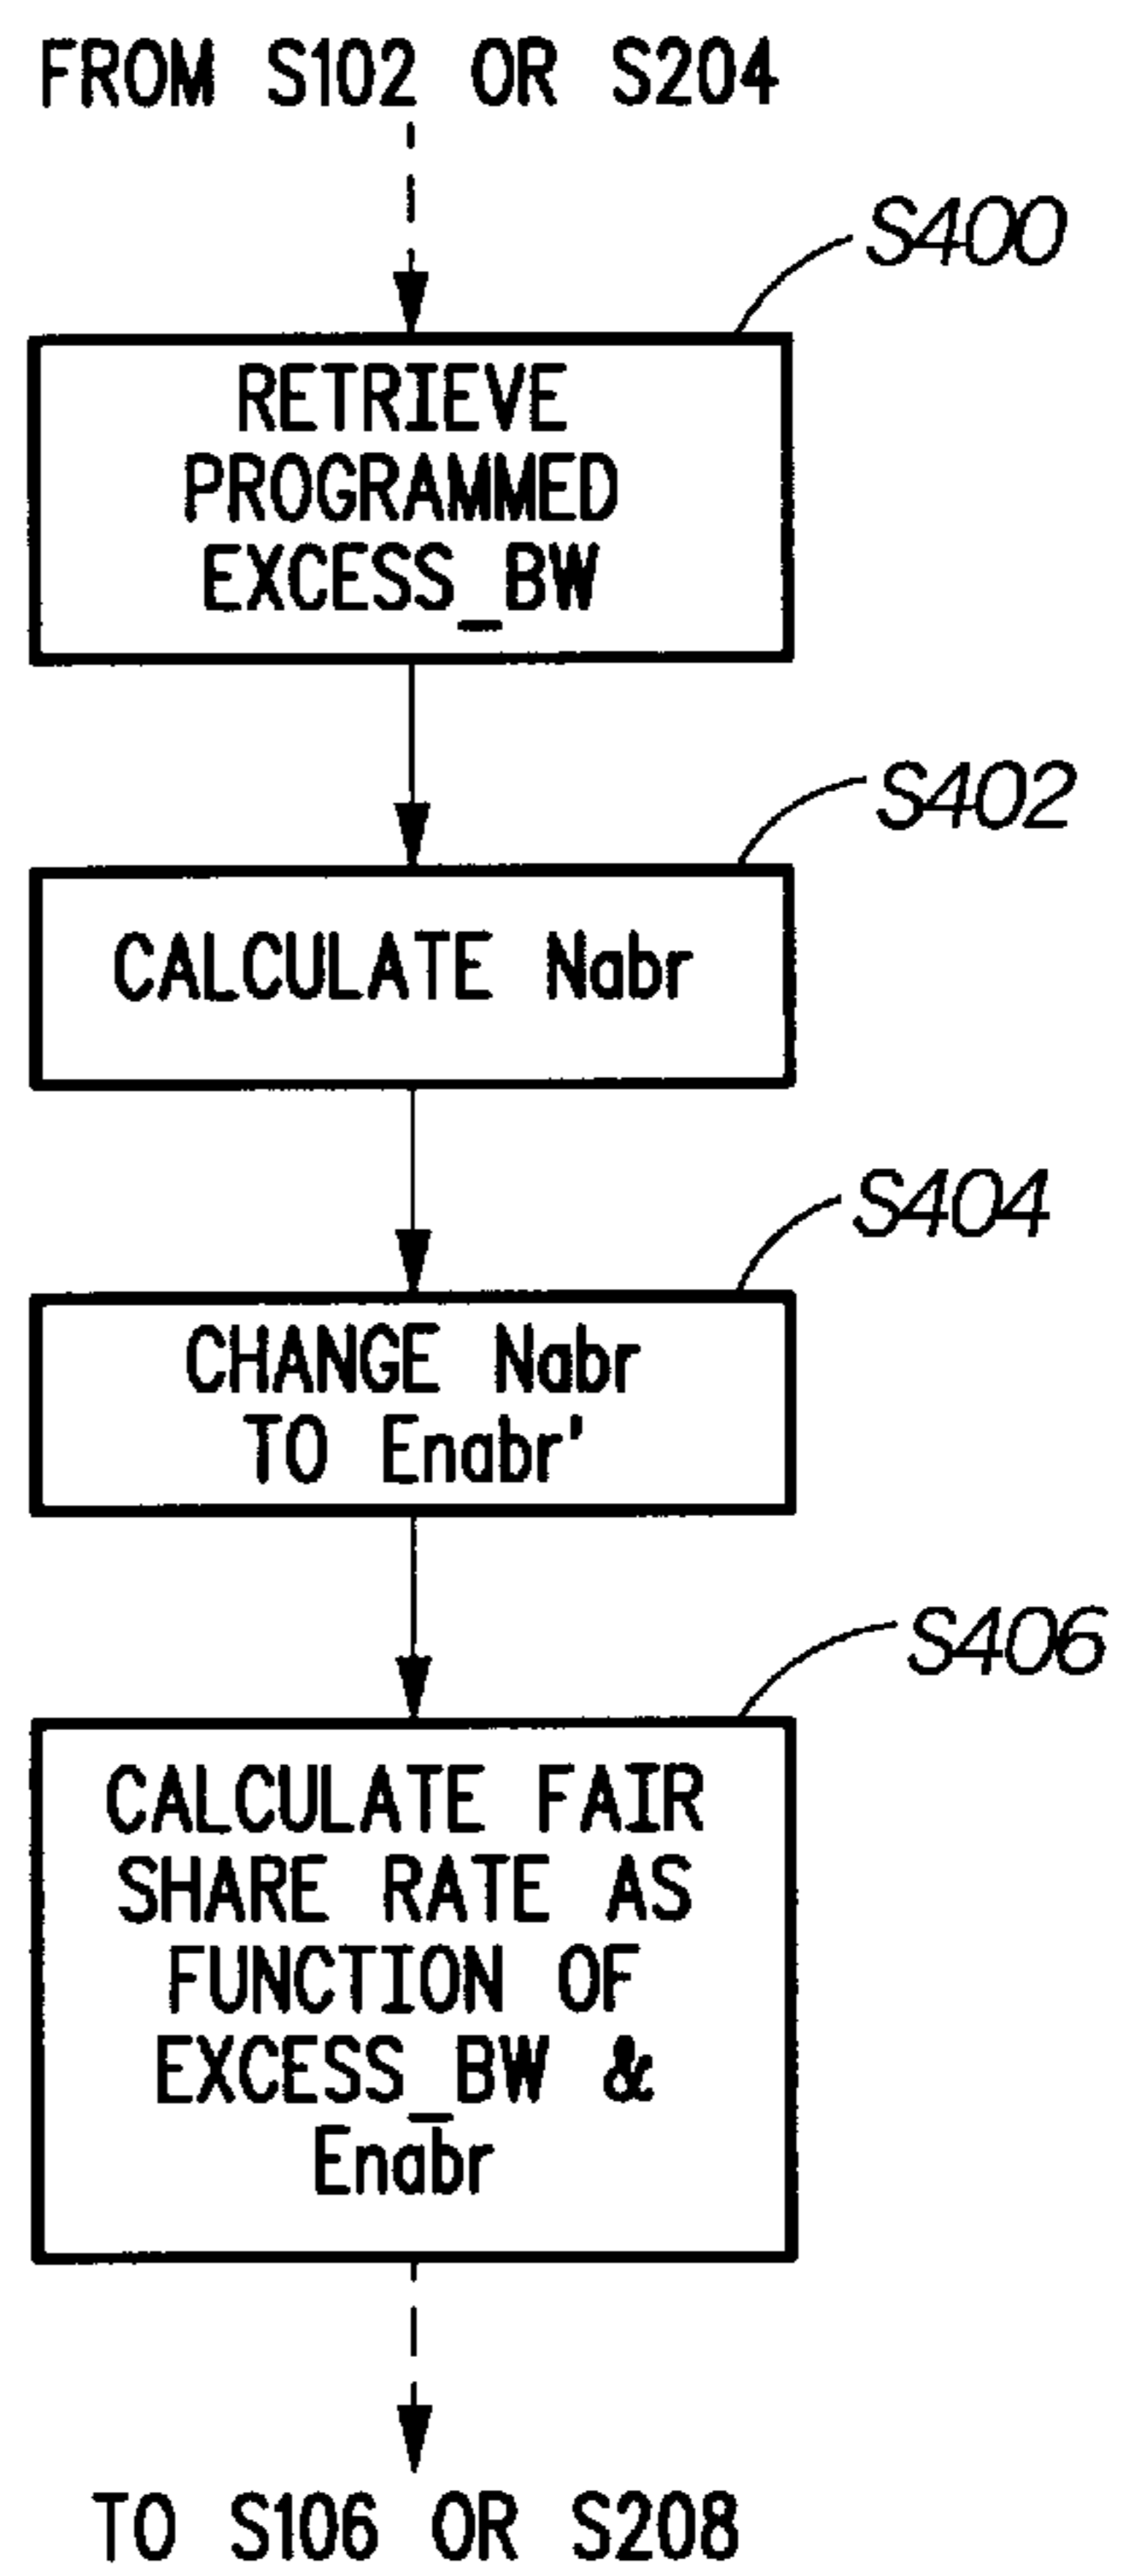 FROM S102 OR S204
S400
RETRIEVE
PROGRAMMED
EXCESS_BW
S402
CALCULATE Nabr
S404
CHANGE Nabr
TO Enabr'
S406
CALCULATE FAIR
SHARE RATE AS
FUNCTION OF
EXCESS_BW &
Enabr
TO S106 OR S208